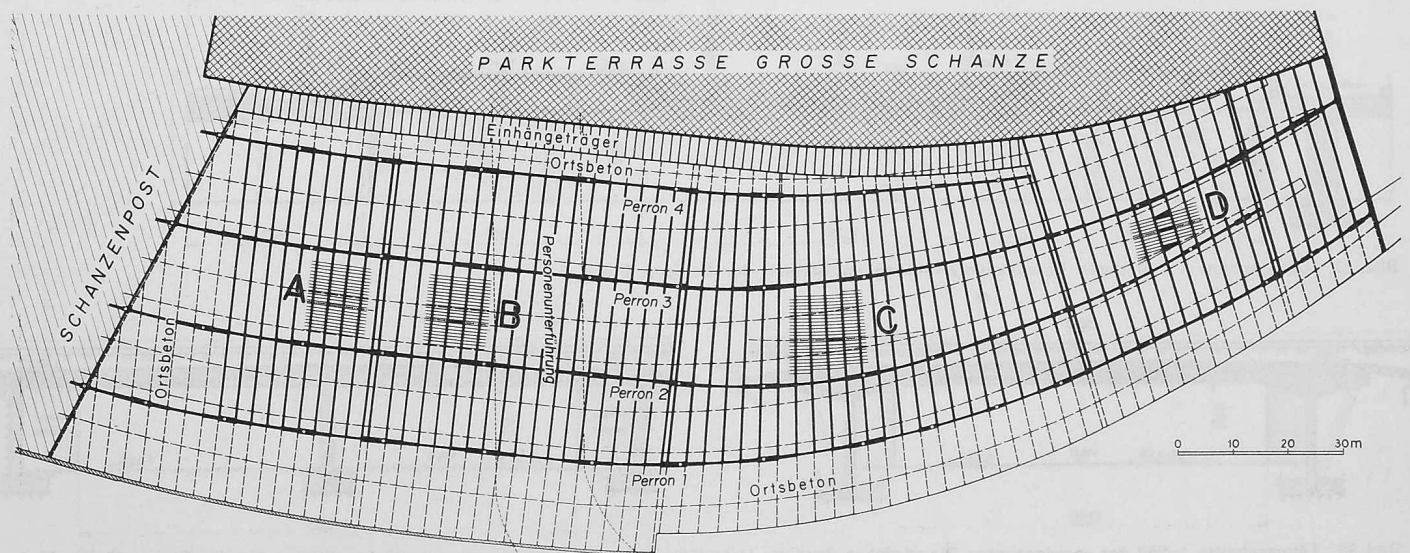 PARKTERRASSE GROSSE SCHANZE
Einhängeträger
Ortsbeton
SCHANZENPOST
Perron 4
D
Personenunterführung
A
B
Perron 3
C
Ortsbeton
Perron 2
0 10 20 30m
Perron 1
Ortsbeton